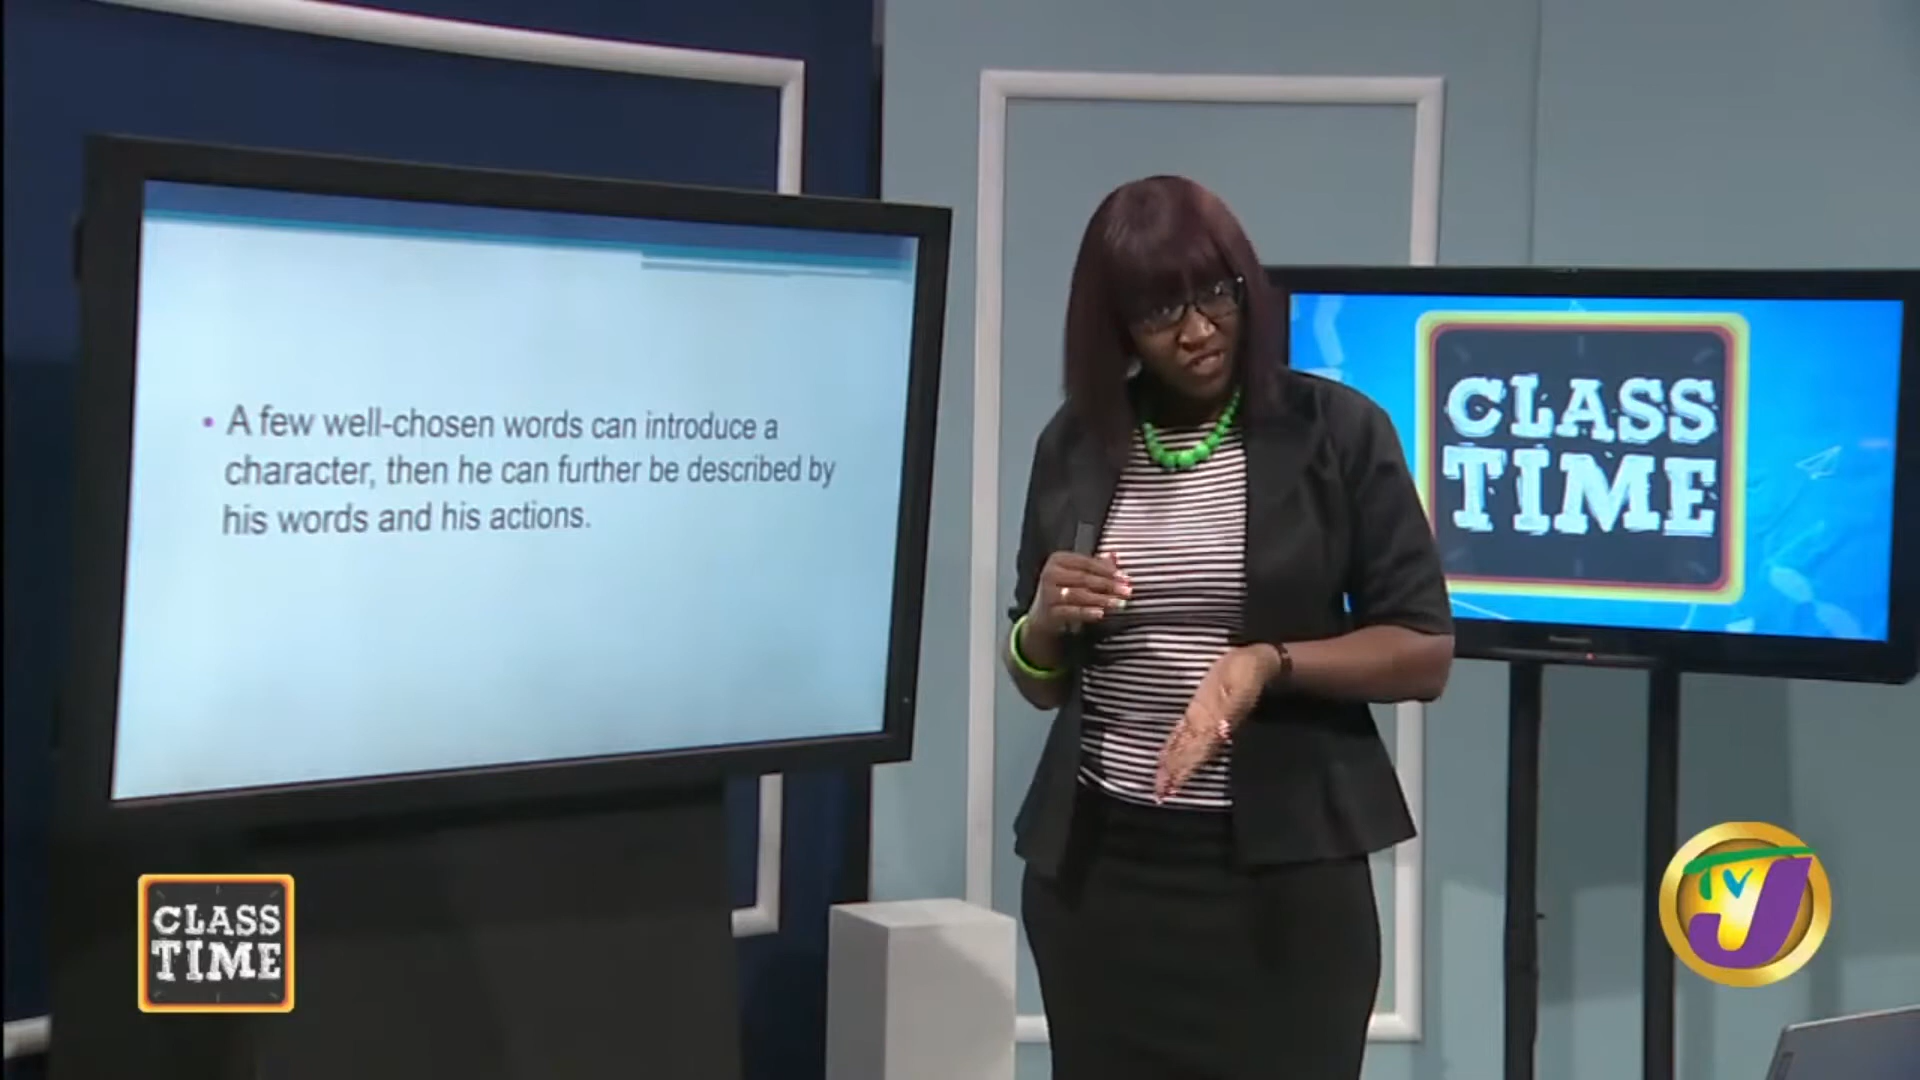 • A few well-chosen words can introduce a
character, then he can further be described by
his words and his actions.
CLASS
TIME
CLASS
TIME
TVJ